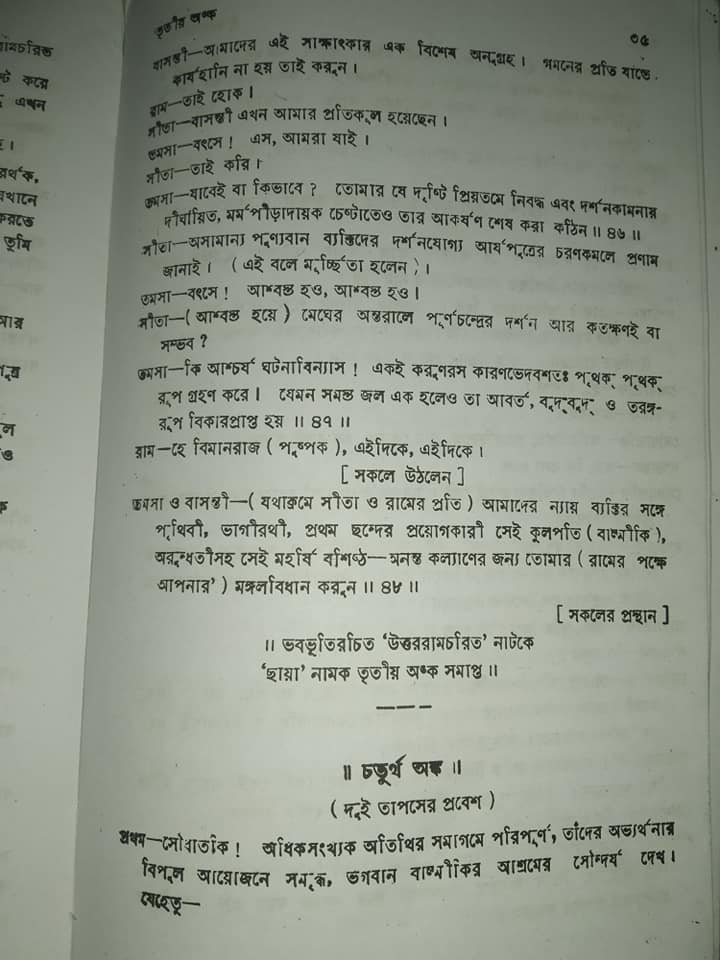 তৃতীয় অঙ্ক
৩৫
বাসন্তী—আমাদের এই সাক্ষাৎকার এক বিশেষ অনুগ্রহ। গমনের প্রতি যাতে
কার্যহানি না হয় তাই করুন।
রাম—তাই হোক।
সীতা—বাসন্তী এখন আমার প্রতিকূল হয়েছেন।
তমসা—বৎসে! এস, আমরা যাই।
সীতা—তাই করি।
তমসা—যাবেই বা কিভাবে? তোমার যে দৃষ্টি প্রিয়তমে নিবদ্ধ এবং দর্শনকামনার
দীর্ঘায়িত, মর্মপীড়াদায়ক চেষ্টাতেও তার আকর্ষণ শেষ করা কঠিন॥ ৪৬॥
সীতা—অসামান্য পুণ্যবান ব্যক্তিদের দর্শনযোগ্য আর্যপুত্রের চরণকমলে প্রণাম
জানাই। (এই বলে মূর্চ্ছিতা হলেন)।
তমসা—বৎসে! আশ্বস্ত হও, আশ্বস্ত হও।
সীতা—(আশ্বস্ত হয়ে) মেঘের অন্তরালে পূর্ণচন্দ্রের দর্শন আর কতক্ষণই বা
সম্ভব?
তমসা—কি আশ্চর্য ঘটনাবিন্যাস! একই করুণরস কারণভেদবশতঃ পৃথক্ পৃথক্
রূপ গ্রহণ করে। যেমন সমস্ত জল এক হলেও তা আবর্ত, বুদ্‌বুদ্ ও তরঙ্গ-
রূপ বিকারপ্রাপ্ত হয়॥ ৪৭॥
রাম—হে বিমানরাজ (পুষ্পক), এইদিকে, এইদিকে।
[সকলে উঠলেন]
তমসা ও বাসন্তী—(যথাক্রমে সীতা ও রামের প্রতি) আমাদের ন্যায় ব্যক্তির সঙ্গে
পৃথিবী, ভাগীরথী, প্রথম ছন্দের প্রয়োগকারী সেই কুলপতি (বাল্মীকি),
অরুন্ধতীসহ সেই মহর্ষি বশিষ্ঠ—অনন্ত কল্যাণের জন্য তোমার (রামের পক্ষে
আপনার’) মঙ্গলবিধান করুন॥ ৪৮॥
[সকলের প্রস্থান]
॥ ভবভূতিরচিত ‘উত্তররামচরিত’ নাটকে
‘ছায়া’ নামক তৃতীয় অঙ্ক সমাপ্ত॥
॥ চতুর্থ অঙ্ক॥
(দুই তাপসের প্রবেশ)
প্রথম—সৌধাতকি! অধিকসংখ্যক অতিথির সমাগমে পরিপূর্ণ, তাঁদের অভ্যর্থনার
বিপুল আয়োজনে সমৃদ্ধ, ভগবান বাল্মীকির আশ্রমের সৌন্দর্য দেখ।
যেহেতু—